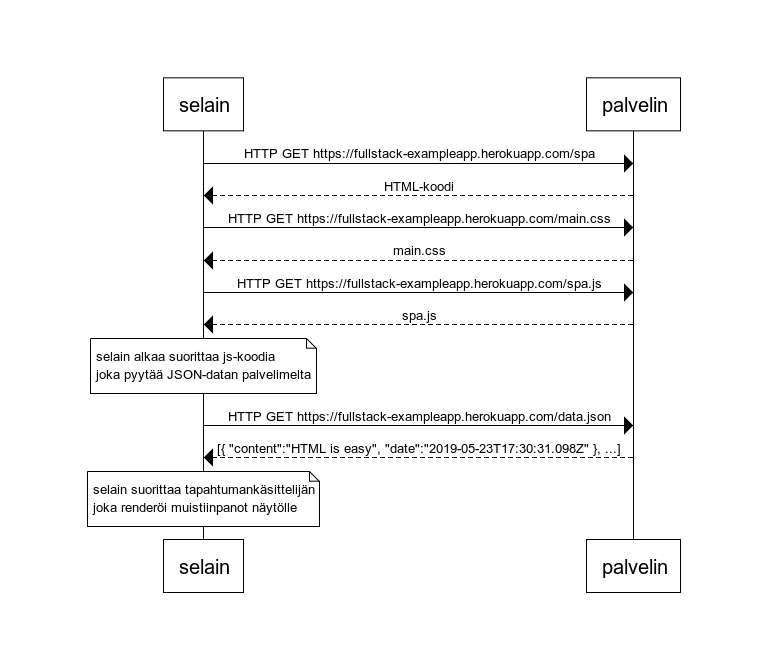 selain
palvelin
HTTP GET https://fullstack-exampleapp.herokuapp.com/spa
HTML-koodi
HTTP GET https://fullstack-exampleapp.herokuapp.com/main.css
main.css
HTTP GET https://fullstack-exampleapp.herokuapp.com/spa.js
spa.js
selain alkaa suorittaa js-koodia
joka pyytää JSON-datan palvelimelta
HTTP GET https://fullstack-exampleapp.herokuapp.com/data.json
[{ "content":"HTML is easy", "date":"2019-05-23T17:30:31.098Z" }, ...]
selain suorittaa tapahtumankäsittelijän
joka renderöi muistiinpanot näytölle
selain
palvelin